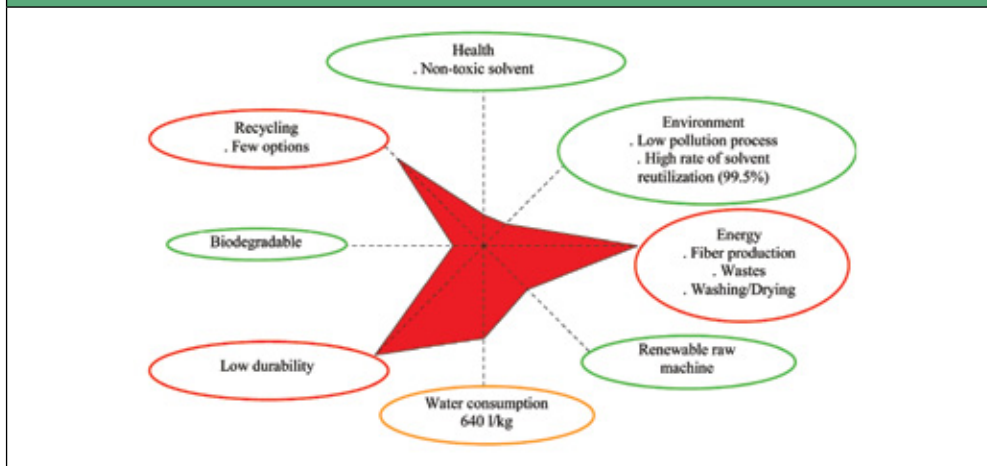 Health
. Non-toxic solvent
Recycling
. Few options
Environment
. Low pollution process
. High rate of solvent
reutilization (99.5%)
Biodegradable
Energy
. Fiber production
. Wastes
. Washing/Drying
Low durability
Renewable raw
machine
Water consumption
640 l/kg